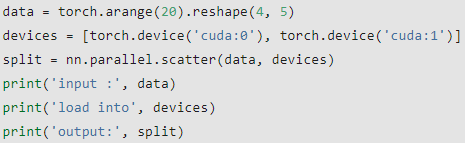 data = torch.arange(20).reshape(4, 5)
devices = [torch.device('cuda:0'), torch.device('cuda:1')]
split = nn.parallel.scatter(data, devices)
print('input :', data)
print('load into', devices)
print('output:', split)